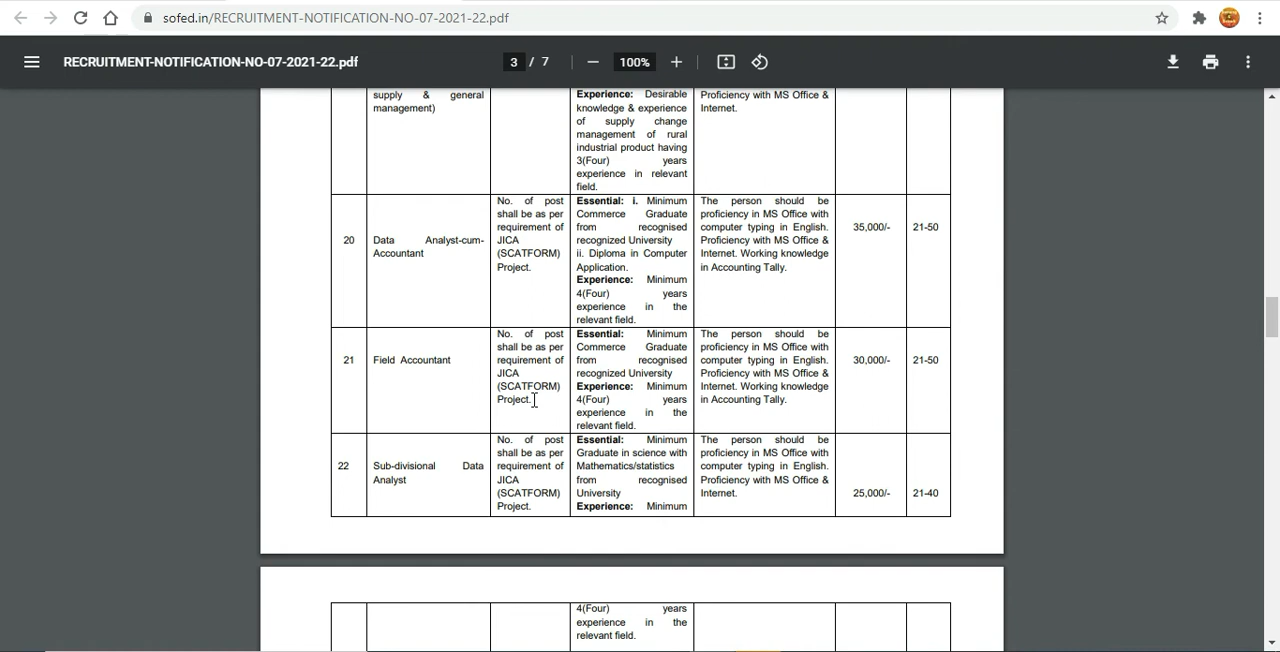 sofed.in/RECRUITMENT-NOTIFICATION-NO-07-2021-22.pdf
RECRUITMENT-NOTIFICATION-NO-07-2021-22.pdf
3 / 7
100%
supply & general
management)
Experience: Desirable
knowledge & experience
of supply change
management of rural
industrial product having
3(Four) years
experience in relevant
field.
Proficiency with MS Office &
Internet.
20
Data Analyst-cum-
Accountant
No. of post
shall be as per
requirement of
JICA
(SCATFORM)
Project.
Essential: i. Minimum
Commerce Graduate
from recognised
recognized University
ii. Diploma in Computer
Application.
Experience: Minimum
4(Four) years
experience in the
relevant field.
The person should be
proficiency in MS Office with
computer typing in English.
Proficiency with MS Office &
Internet. Working knowledge
in Accounting Tally.
35,000/-
21-50
21
Field Accountant
No. of post
shall be as per
requirement of
JICA
(SCATFORM)
Project.
Essential: Minimum
Commerce Graduate
from recognised
recognized University
Experience: Minimum
4(Four) years
experience in the
relevant field.
The person should be
proficiency in MS Office with
computer typing in English.
Proficiency with MS Office &
Internet. Working knowledge
in Accounting Tally.
30,000/-
21-50
22
Sub-divisional Data
Analyst
No. of post
shall be as per
requirement of
JICA
(SCATFORM)
Project.
Essential: Minimum
Graduate in science with
Mathematics/statistics
from recognised
University
Experience: Minimum
The person should be
proficiency in MS Office with
computer typing in English.
Proficiency with MS Office &
Internet.
25,000/-
21-40
4(Four) years
experience in the
relevant field.